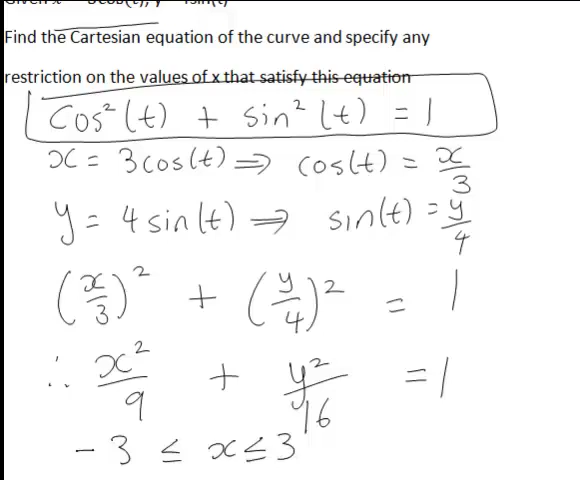 Find the Cartesian equation of the curve and specify any
restriction on the values of x that satisfy this equation
Cos²(t) + sin²(t) = 1
x = 3cos(t) ⇒ cos(t) = x/3
y = 4sin(t) ⇒ sin(t) = y/4
(x/3)² + (y/4)² = 1
∴ x²/9 + y²/16 = 1
-3 ≤ x ≤ 3